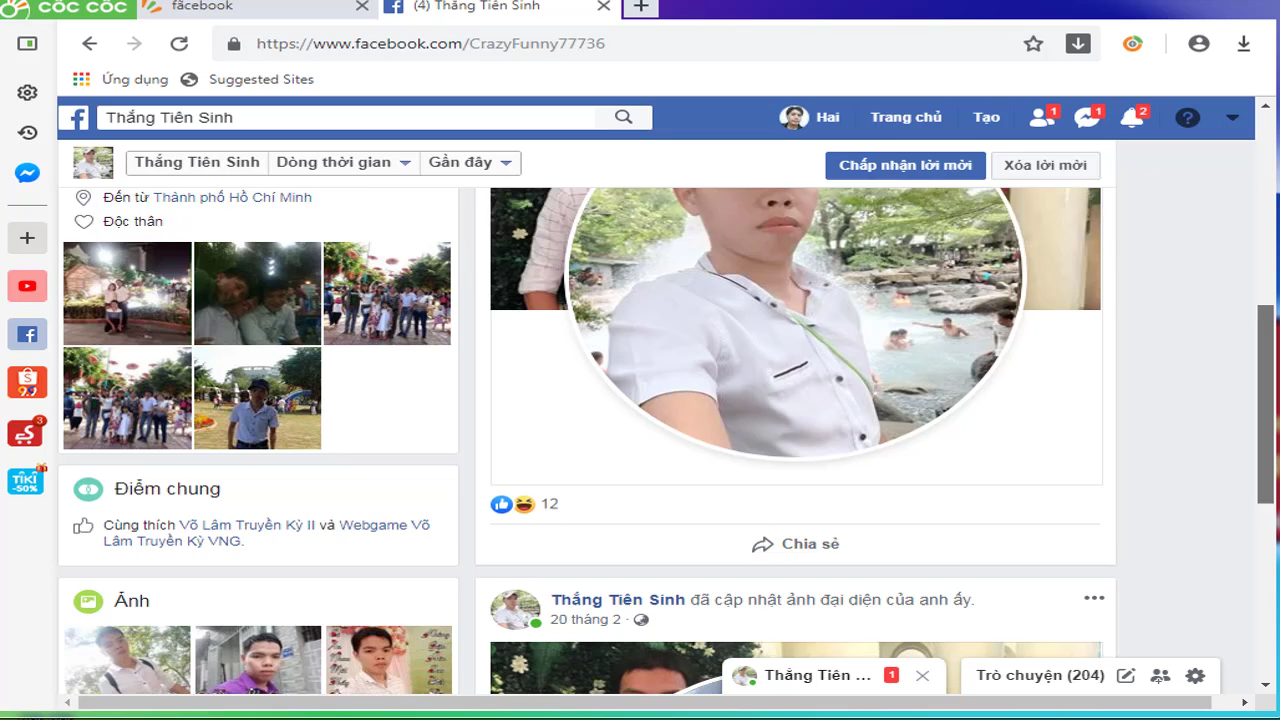 cốc cốc
facebook
(4) Thắng Tiên Sinh
https://www.facebook.com/CrazyFunny77736
Ứng dụng
Suggested Sites
Thắng Tiên Sinh
Hai
Trang chủ
Tạo
1
1
2
Thắng Tiên Sinh
Dòng thời gian
Gần đây
Chấp nhận lời mời
Xóa lời mời
Đến từ Thành phố Hồ Chí Minh
Độc thân
9.9
3
TiKi
-50%
Điểm chung
Cùng thích Võ Lâm Truyền Kỳ II và Webgame Võ
Lâm Truyền Kỳ VNG.
Ảnh
12
Chia sẻ
Thắng Tiên Sinh đã cập nhật ảnh đại diện của anh ấy.
20 tháng 2
Thắng Tiên ...
1
Trò chuyện (204)